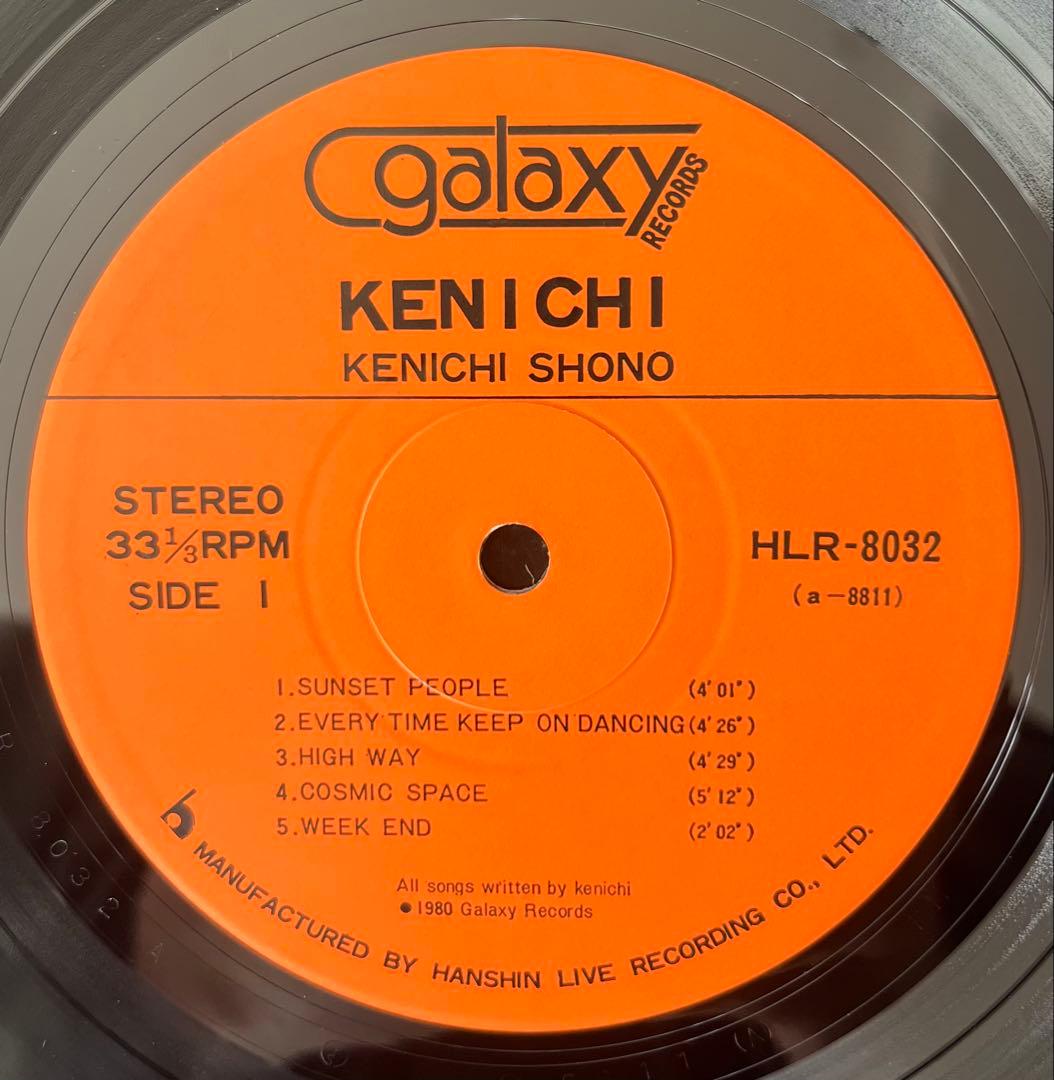 galaxy
RECORDS
KENICHI
KENICHI SHONO
STEREO
33⅓RPM
SIDE 1
HLR-8032
(a-8811)
1.SUNSET PEOPLE (4'01")
2.EVERY TIME KEEP ON DANCING (4'26")
3.HIGH WAY (4'29")
4.COSMIC SPACE (5'12")
5.WEEK END (2'02")
All songs written by kenichi
● 1980 Galaxy Records
MANUFACTURED BY HANSHIN LIVE RECORDING CO., LTD.
R 8032 A